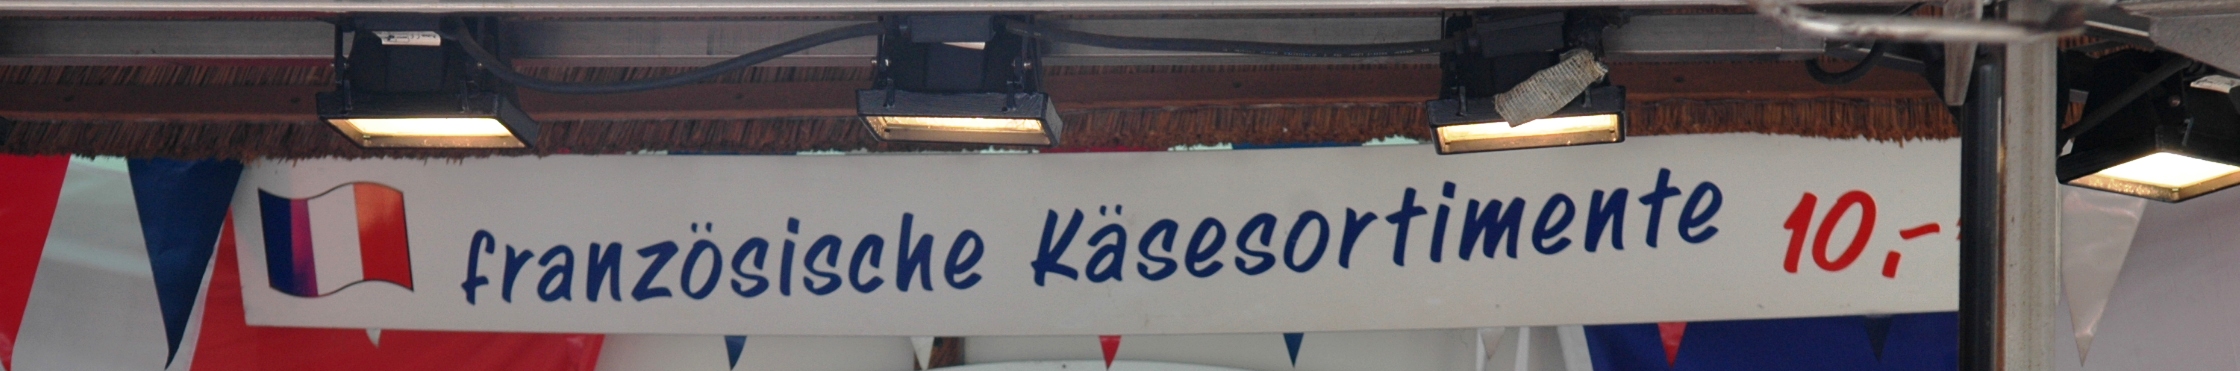 französische Käsesortimente 10,-